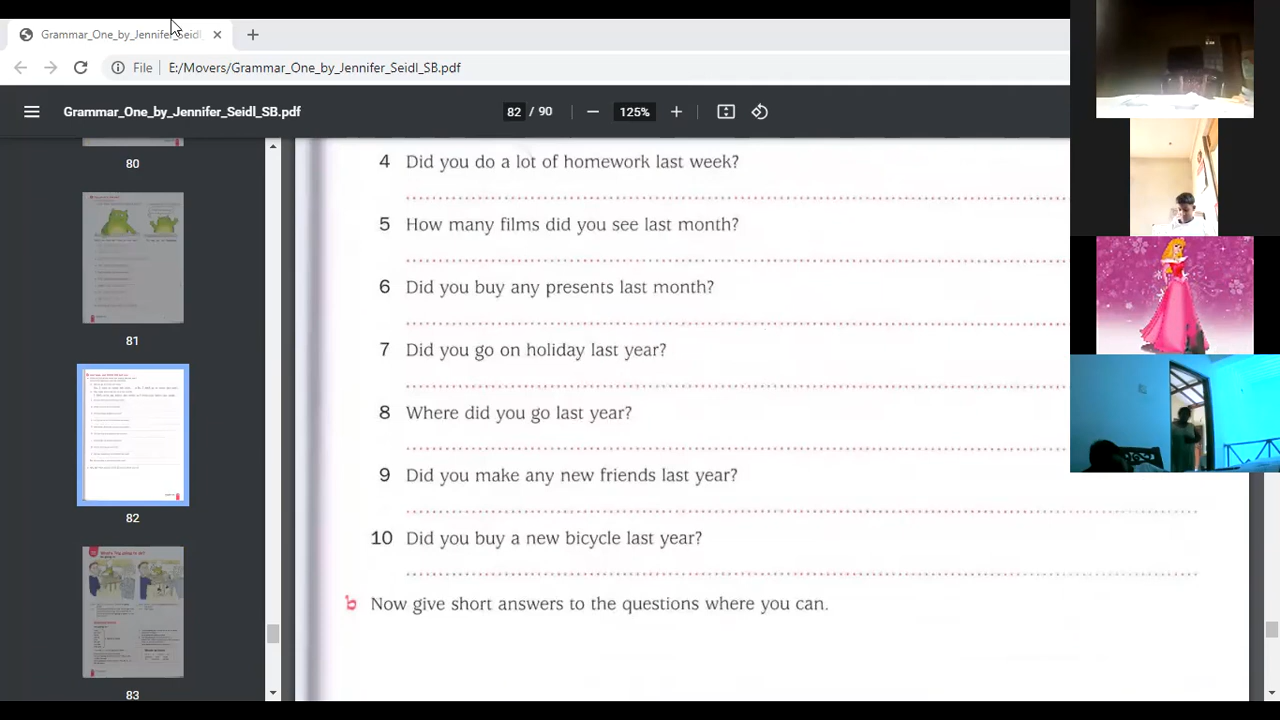 Grammar_One_by_Jennifer_Seidl
File E:/Movers/Grammar_One_by_Jennifer_Seidl_SB.pdf
Grammar_One_by_Jennifer_Seidl_SB.pdf
82 / 90
125%
80
81
82
83
4 Did you do a lot of homework last week?
5 How many films did you see last month?
6 Did you buy any presents last month?
7 Did you go on holiday last year?
8 Where did you go last year?
9 Did you make any new friends last year?
10 Did you buy a new bicycle last year?
b Now give short answers to the questions where you can.